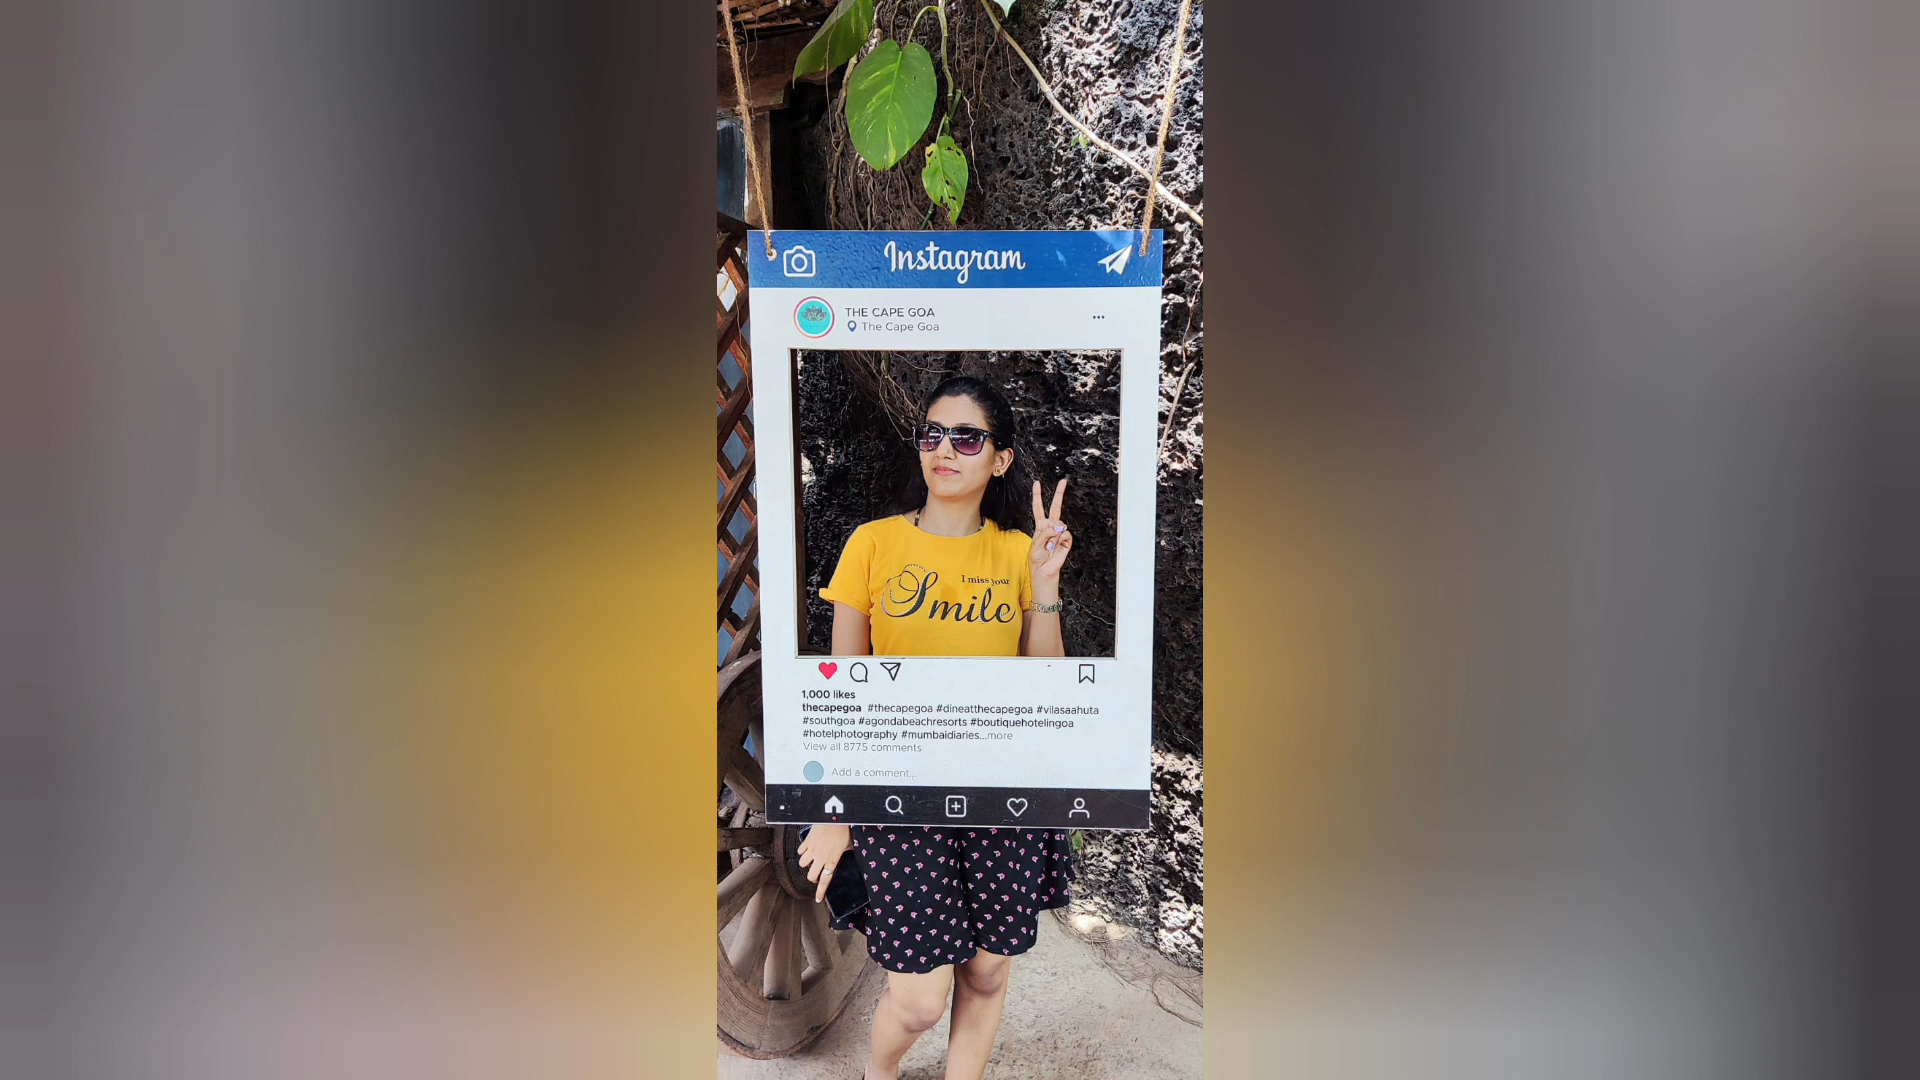 Instagram
THE CAPE GOA
The Cape Goa
I miss your
Smile
1,000 likes
thecapegoa #thecapegoa #dineatthecapegoa #vilasaahuta
#southgoa #agondabeachresorts #boutiquehotelingoa
#hotelphotography #mumbaidiaries...more
View all 8775 comments
Add a comment...